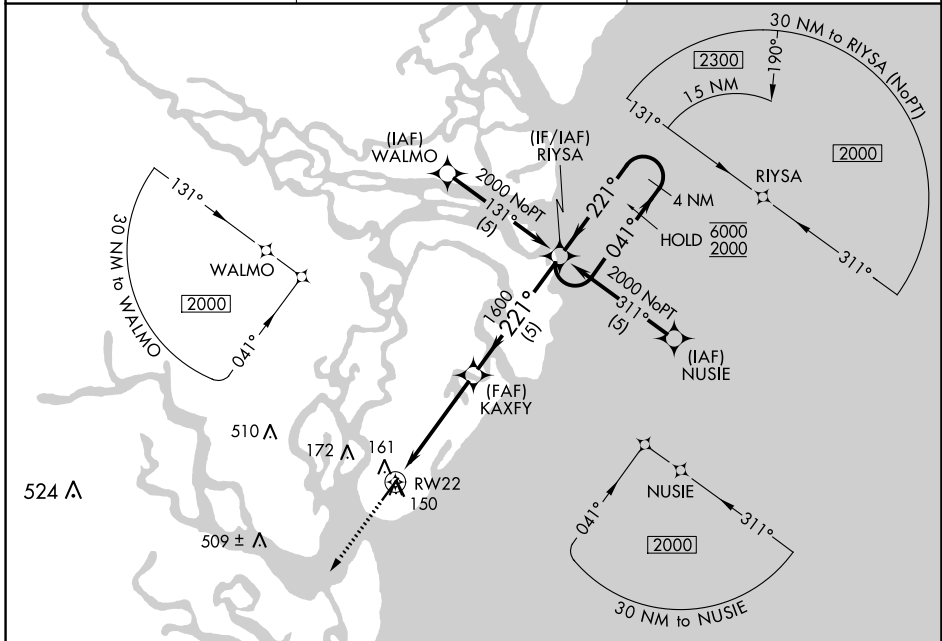 30 NM to RIYSA (NoPT)
2300
190°
15 NM
131°
2000
RIYSA
311°
(IAF)
WALMO
(IF/IAF)
RIYSA
2000 NoPT
131°
(5)
221°
041°
4 NM
HOLD
6000
2000
131°
WALMO
2000
041°
30 NM to WALMO
2000 NoPT
311°
(5)
1600
221°
(5)
(IAF)
NUSIE
(FAF)
KAXFY
510
172
161
RW22
150
524
509 ±
NUSIE
041°
311°
2000
30 NM to NUSIE